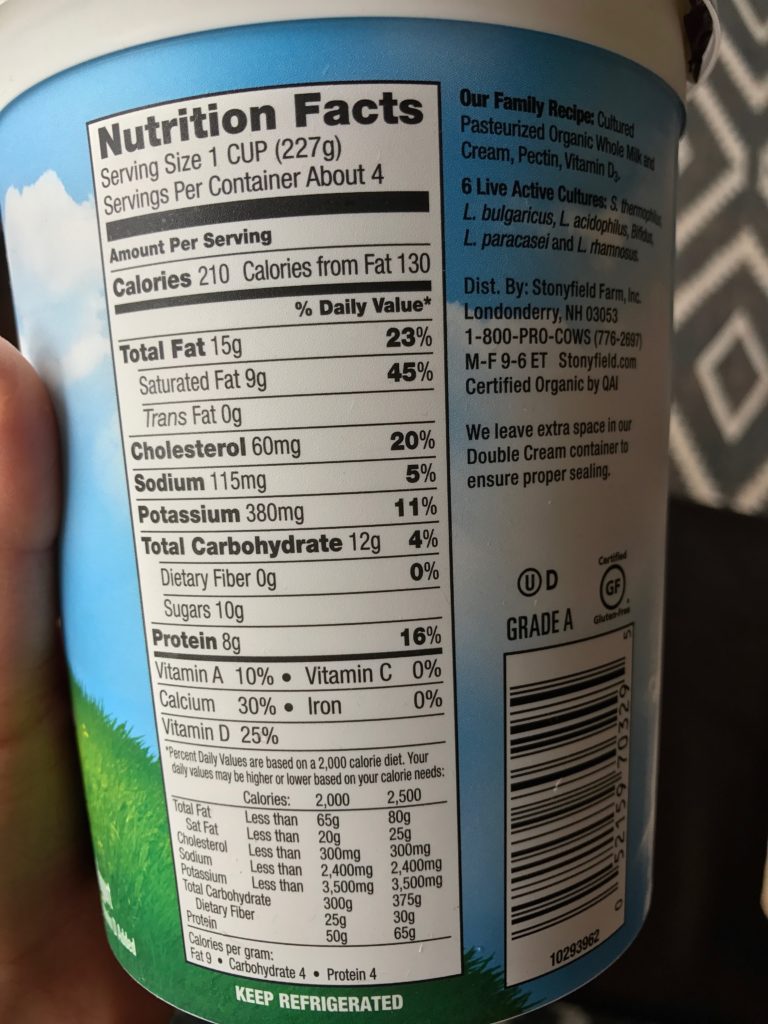 Nutrition Facts
Serving Size 1 CUP (227g)
Servings Per Container About 4
Amount Per Serving
Calories 210 Calories from Fat 130
% Daily Value*
Total Fat 15g 23%
Saturated Fat 9g 45%
Trans Fat 0g
Cholesterol 60mg 20%
Sodium 115mg 5%
Potassium 380mg 11%
Total Carbohydrate 12g 4%
Dietary Fiber 0g 0%
Sugars 10g
Protein 8g 16%
Vitamin A 10% • Vitamin C 0%
Calcium 30% • Iron 0%
Vitamin D 25%
*Percent Daily Values are based on a 2,000 calorie diet. Your
daily values may be higher or lower based on your calorie needs:
Calories: 2,000 2,500
Total Fat Less than 65g 80g
Sat Fat Less than 20g 25g
Cholesterol Less than 300mg 300mg
Sodium Less than 2,400mg 2,400mg
Potassium Less than 3,500mg 3,500mg
Total Carbohydrate 300g 375g
Dietary Fiber 25g 30g
Protein 50g 65g
Calories per gram:
Fat 9 • Carbohydrate 4 • Protein 4
KEEP REFRIGERATED
Our Family Recipe: Cultured
Pasteurized Organic Whole Milk and
Cream, Pectin, Vitamin D3.
6 Live Active Cultures: S. thermophilus,
L. bulgaricus, L. acidophilus, Bifidus,
L. paracasei and L. rhamnosus.
Dist. By: Stonyfield Farm, Inc.
Londonderry, NH 03053
1-800-PRO-COWS (776-2697)
M-F 9-6 ET Stonyfield.com
Certified Organic by QAI
We leave extra space in our
Double Cream container to
ensure proper sealing.
U D
Certified
GF
Gluten-Free
GRADE A
0 52159 70329 5
10293962
Added